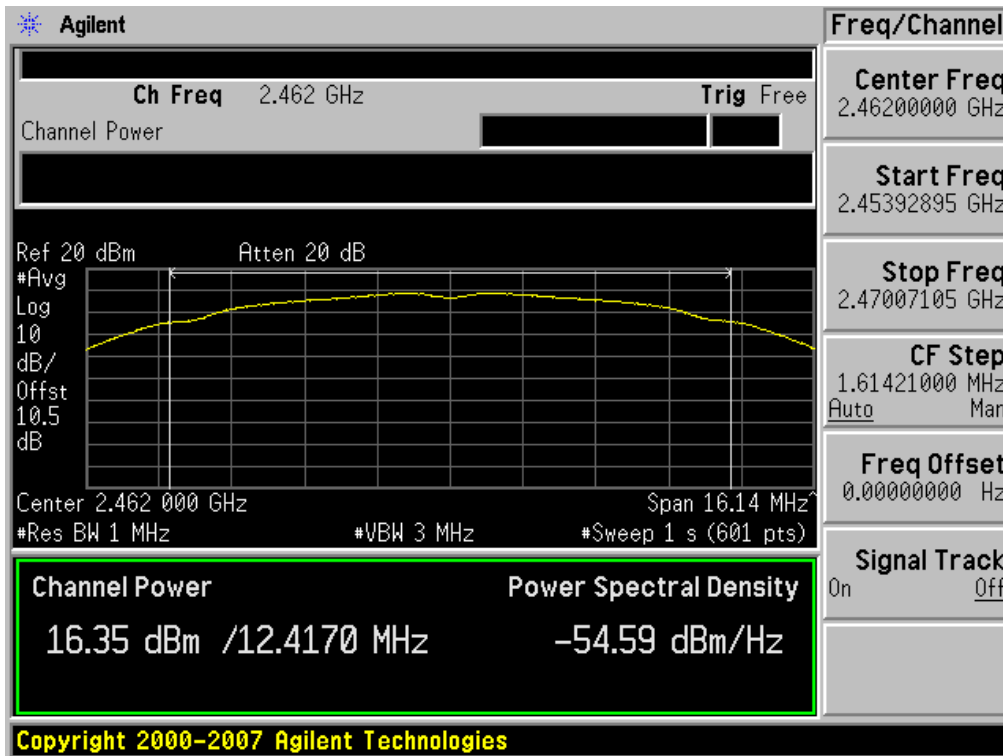 Agilent
Ch Freq 2.462 GHz Trig Free
Channel Power
Ref 20 dBm Atten 20 dB
#Avg
Log
10
dB/
Offst
10.5
dB
Center 2.462 000 GHz Span 16.14 MHz^
#Res BW 1 MHz #VBW 3 MHz #Sweep 1 s (601 pts)
Channel Power Power Spectral Density
16.35 dBm /12.4170 MHz -54.59 dBm/Hz
Copyright 2000-2007 Agilent Technologies
Freq/Channel
Center Freq
2.46200000 GHz
Start Freq
2.45392895 GHz
Stop Freq
2.47007105 GHz
CF Step
1.61421000 MHz
Auto Man
Freq Offset
0.00000000 Hz
Signal Track
On Off